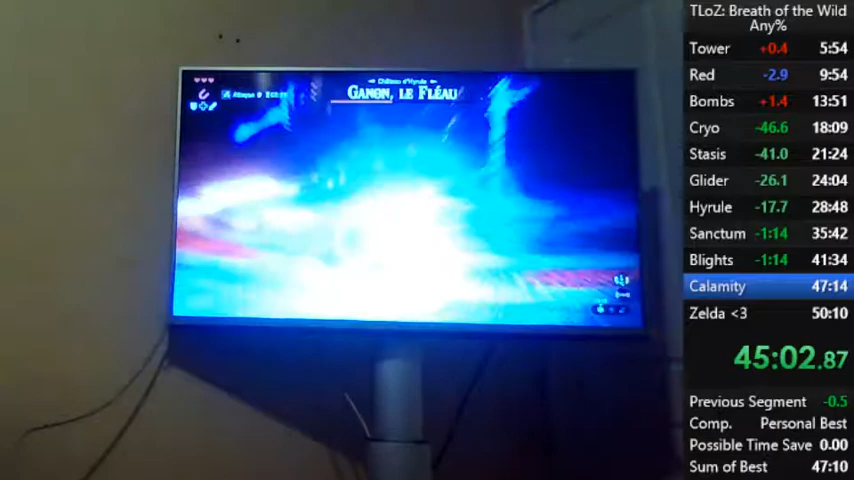 Château d'Hyrule
GANON, LE FLÉAU
Attaque
TLoZ: Breath of the Wild
Any%
Tower +0.4 5:54
Red -2.9 9:54
Bombs +1.4 13:51
Cryo -46.6 18:09
Stasis -41.0 21:24
Glider -26.1 24:04
Hyrule -17.7 28:48
Sanctum -1:14 35:42
Blights -1:14 41:34
Calamity 47:14
Zelda <3 50:10
45:02.87
Previous Segment -0.5
Comp. Personal Best
Possible Time Save 0.00
Sum of Best 47:10